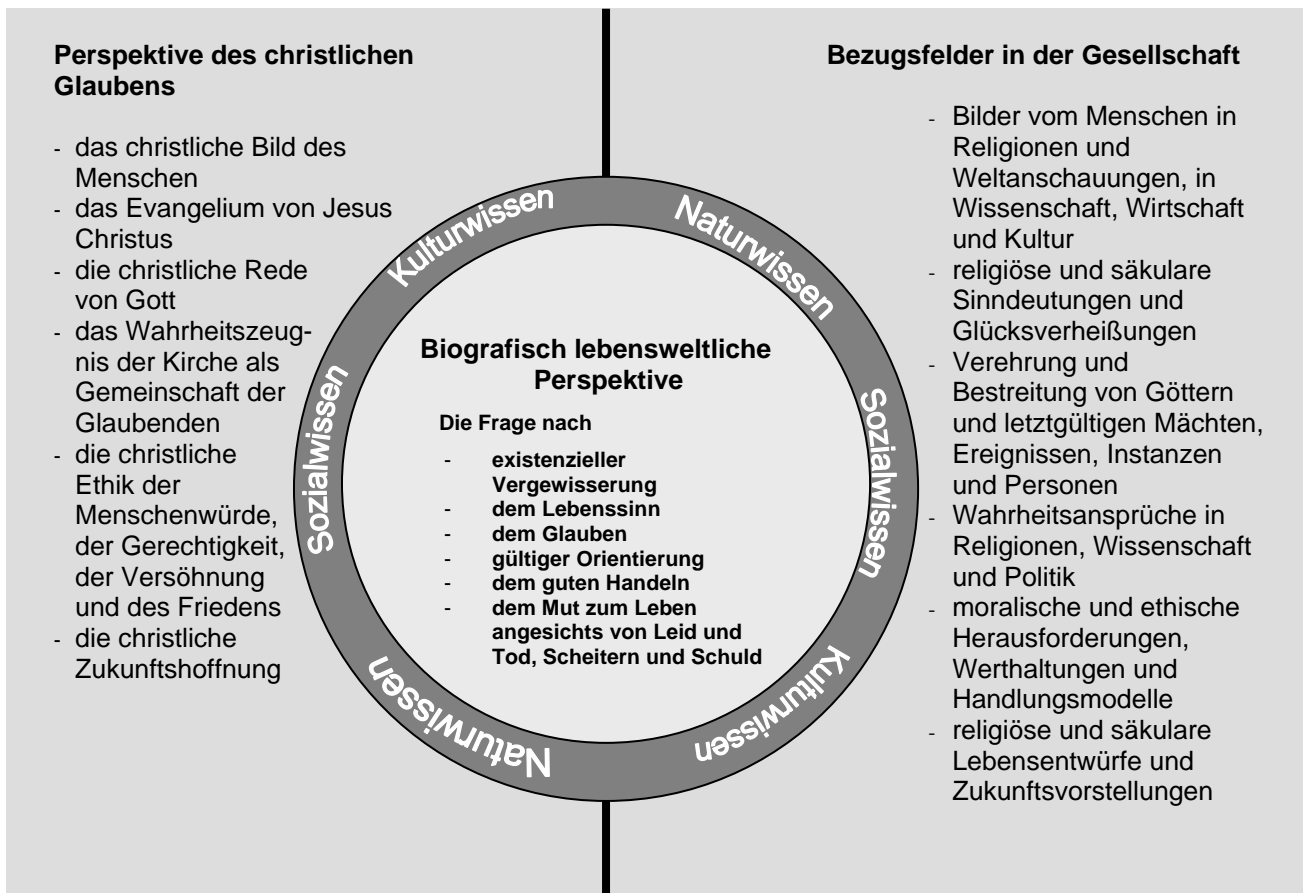 Perspektive des christlichen
Glaubens
- das christliche Bild des
Menschen
- das Evangelium von Jesus
Christus
- die christliche Rede
von Gott
- das Wahrheitszeug-
nis der Kirche als
Gemeinschaft der
Glaubenden
- die christliche
Ethik der
Menschenwürde,
der Gerechtigkeit,
der Versöhnung
und des Friedens
- die christliche
Zukunftshoffnung
Kulturwissen
Naturwissen
Sozialwissen
Sozialwissen
Naturwissen
Kulturwissen
Biografisch lebensweltliche
Perspektive
Die Frage nach
- existenzieller
Vergewisserung
- dem Lebenssinn
- dem Glauben
- gültiger Orientierung
- dem guten Handeln
- dem Mut zum Leben
angesichts von Leid und
Tod, Scheitern und Schuld
Bezugsfelder in der Gesellschaft
- Bilder vom Menschen in
Religionen und
Weltanschauungen, in
Wissenschaft, Wirtschaft
und Kultur
- religiöse und säkulare
Sinndeutungen und
Glücksverheißungen
- Verehrung und
Bestreitung von Göttern
und letztgültigen Mächten,
Ereignissen, Instanzen
und Personen
- Wahrheitsansprüche in
Religionen, Wissenschaft
und Politik
- moralische und ethische
Herausforderungen,
Werthaltungen und
Handlungsmodelle
- religiöse und säkulare
Lebensentwürfe und
Zukunftsvorstellungen